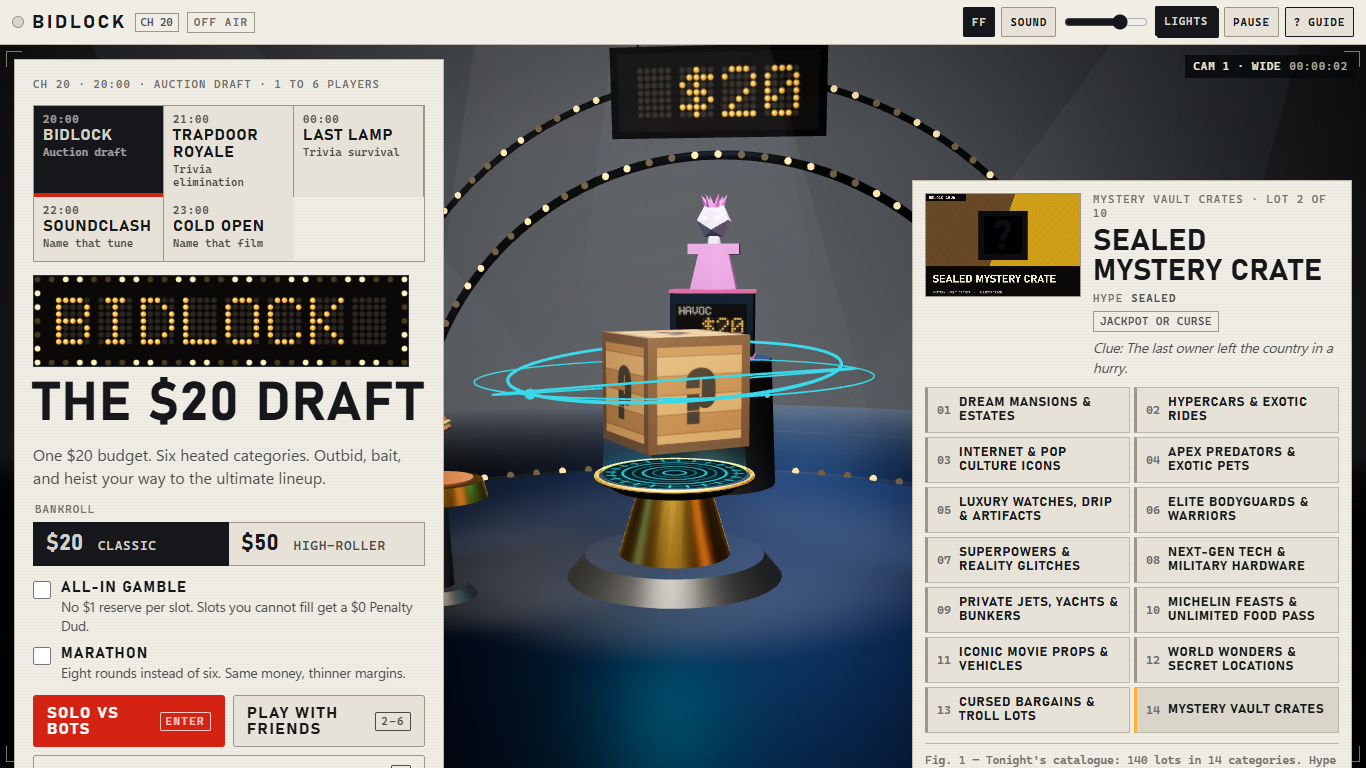 BIDLOCK CH 20 OFF AIR
FF SOUND LIGHTS PAUSE ? GUIDE
CAM 1 · WIDE 00:00:02
CH 20 · 20:00 · AUCTION DRAFT · 1 TO 6 PLAYERS
20:00
BIDLOCK
Auction draft
21:00
TRAPDOOR
ROYALE
Trivia
elimination
00:00
LAST LAMP
Trivia survival
22:00
SOUNDCLASH
Name that tune
23:00
COLD OPEN
Name that film
BIDLOCK
THE $20 DRAFT
One $20 budget. Six heated categories. Outbid, bait,
and heist your way to the ultimate lineup.
BANKROLL
$20 CLASSIC
$50 HIGH-ROLLER
ALL-IN GAMBLE
No $1 reserve per slot. Slots you cannot fill get a $0 Penalty
Dud.
MARATHON
Eight rounds instead of six. Same money, thinner margins.
SOLO VS
BOTS
ENTER
PLAY WITH
FRIENDS
2-6
$20
HAVOC
$20
?
?
SEALED MYSTERY CRATE
MYSTERY VAULT CRATES · LOT 2 OF
10
SEALED
MYSTERY CRATE
HYPE SEALED
JACKPOT OR CURSE
Clue: The last owner left the country in a
hurry.
01 DREAM MANSIONS &
ESTATES
02 HYPERCARS & EXOTIC
RIDES
03 INTERNET & POP
CULTURE ICONS
04 APEX PREDATORS &
EXOTIC PETS
05 LUXURY WATCHES, DRIP
& ARTIFACTS
06 ELITE BODYGUARDS &
WARRIORS
07 SUPERPOWERS &
REALITY GLITCHES
08 NEXT-GEN TECH &
MILITARY HARDWARE
09 PRIVATE JETS, YACHTS &
BUNKERS
10 MICHELIN FEASTS &
UNLIMITED FOOD PASS
11 ICONIC MOVIE PROPS &
VEHICLES
12 WORLD WONDERS &
SECRET LOCATIONS
13 CURSED BARGAINS &
TROLL LOTS
14 MYSTERY VAULT CRATES
Fig. 1 — Tonight's catalogue: 140 lots in 14 categories. Hype